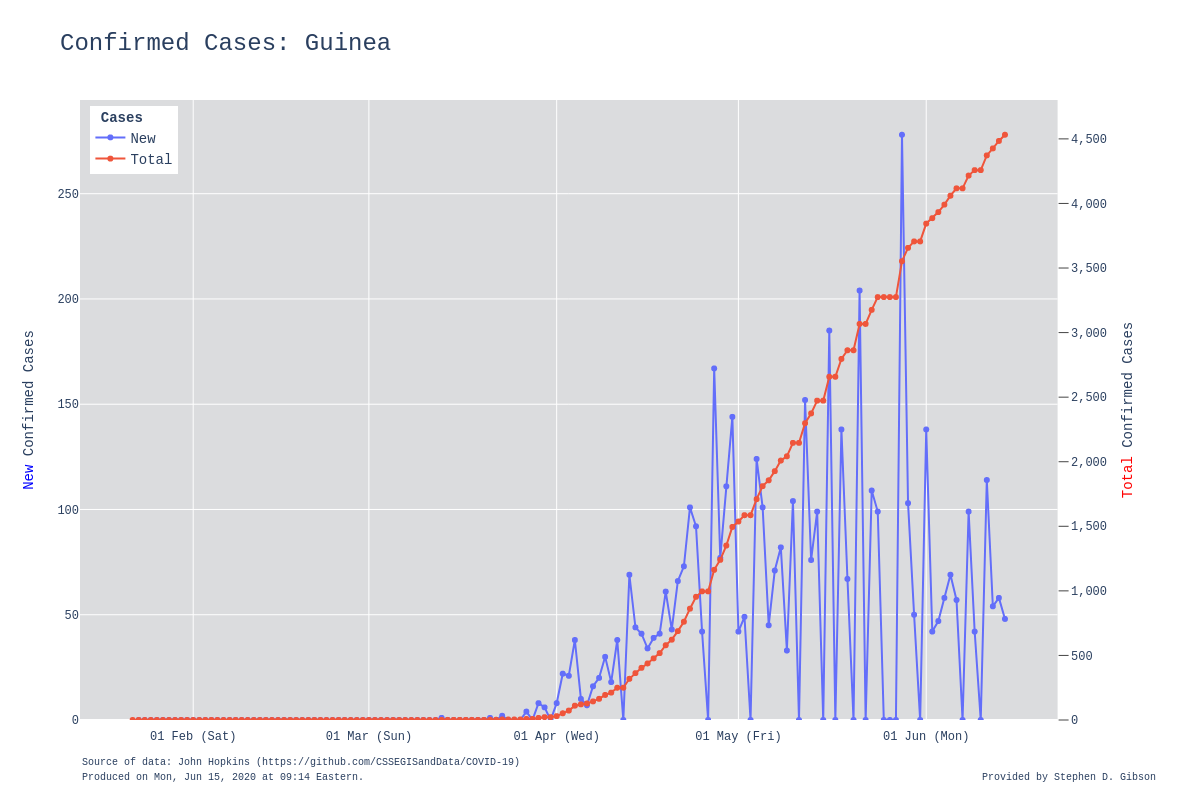 Confirmed Cases: Guinea
Cases
New
Total
250
200
150
100
50
0
4,500
4,000
3,500
3,000
2,500
2,000
1,500
1,000
500
0
New Confirmed Cases
Total Confirmed Cases
01 Feb (Sat) 01 Mar (Sun) 01 Apr (Wed) 01 May (Fri) 01 Jun (Mon)
Source of data: John Hopkins (https://github.com/CSSEGISandData/COVID-19)
Produced on Mon, Jun 15, 2020 at 09:14 Eastern.
Provided by Stephen D. Gibson